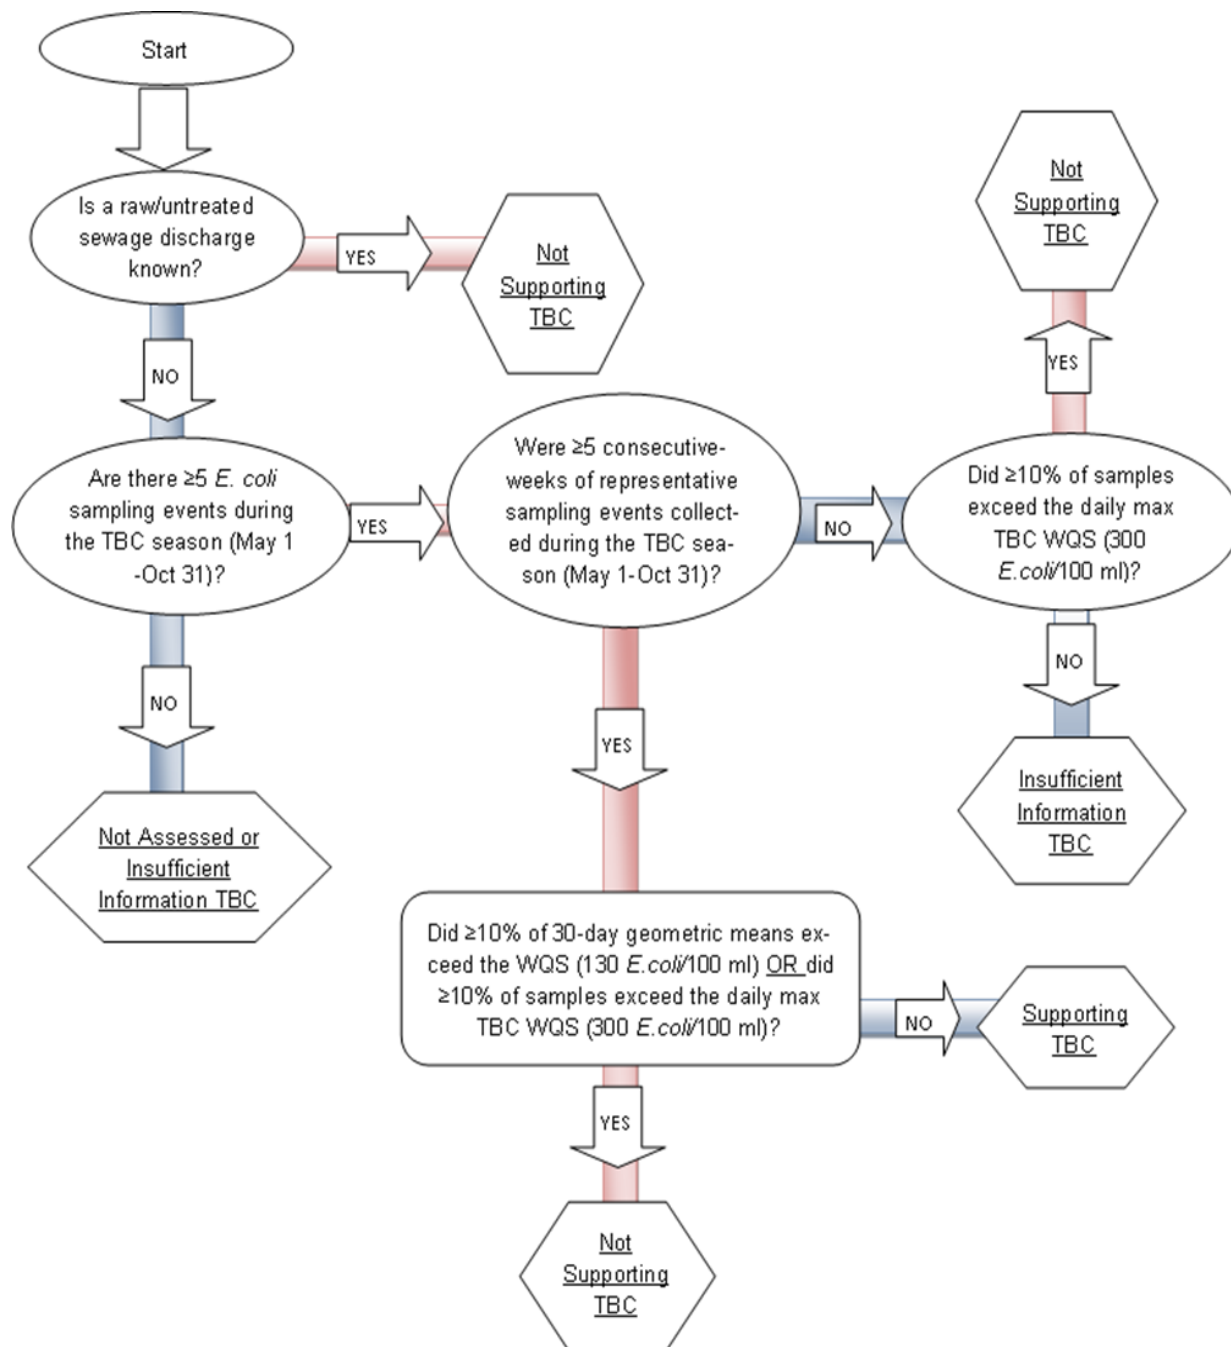 Start
Is a raw/untreated
sewage discharge
known?
YES
Not
Supporting
TBC
NO
Are there ≥5 E. coli
sampling events during
the TBC season (May 1
-Oct 31)?
YES
Were ≥5 consecutive-
weeks of representative
sampling events collect-
ed during the TBC sea-
son (May 1-Oct 31)?
NO
Did ≥10% of samples
exceed the daily max
TBC WQS (300
E.coli/100 ml)?
YES
Not
Supporting
TBC
NO
Insufficient
Information
TBC
NO
Not Assessed or
Insufficient
Information TBC
YES
Did ≥10% of 30-day geometric means ex-
ceed the WQS (130 E.coli/100 ml) OR did
≥10% of samples exceed the daily max
TBC WQS (300 E.coli/100 ml)?
NO
Supporting
TBC
YES
Not
Supporting
TBC